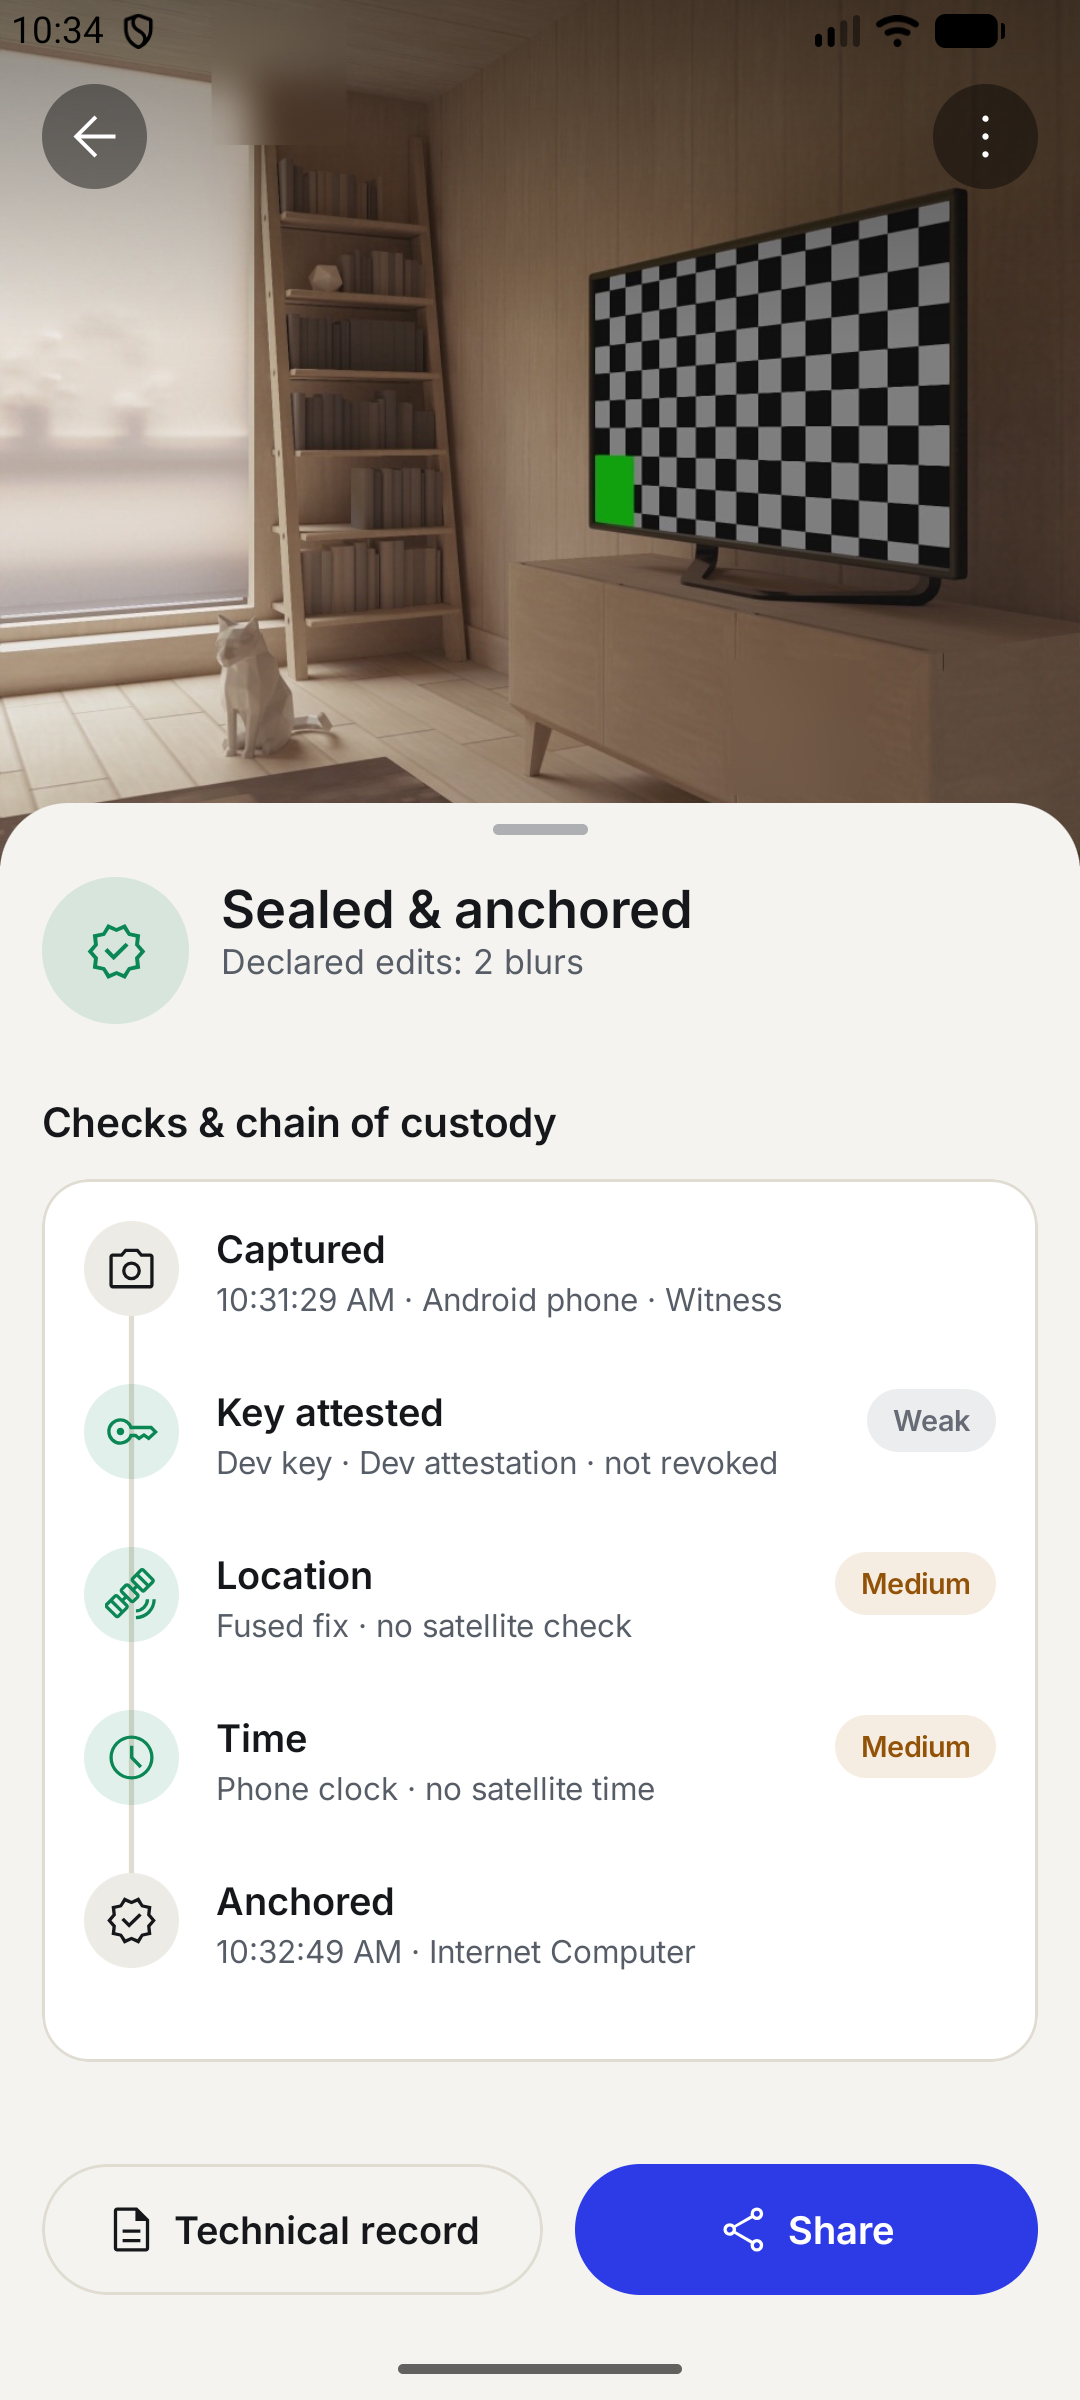 10:34
Sealed & anchored
Declared edits: 2 blurs
Checks & chain of custody
Captured
10:31:29 AM · Android phone · Witness
Key attested
Weak
Dev key · Dev attestation · not revoked
Location
Medium
Fused fix · no satellite check
Time
Medium
Phone clock · no satellite time
Anchored
10:32:49 AM · Internet Computer
Technical record
Share